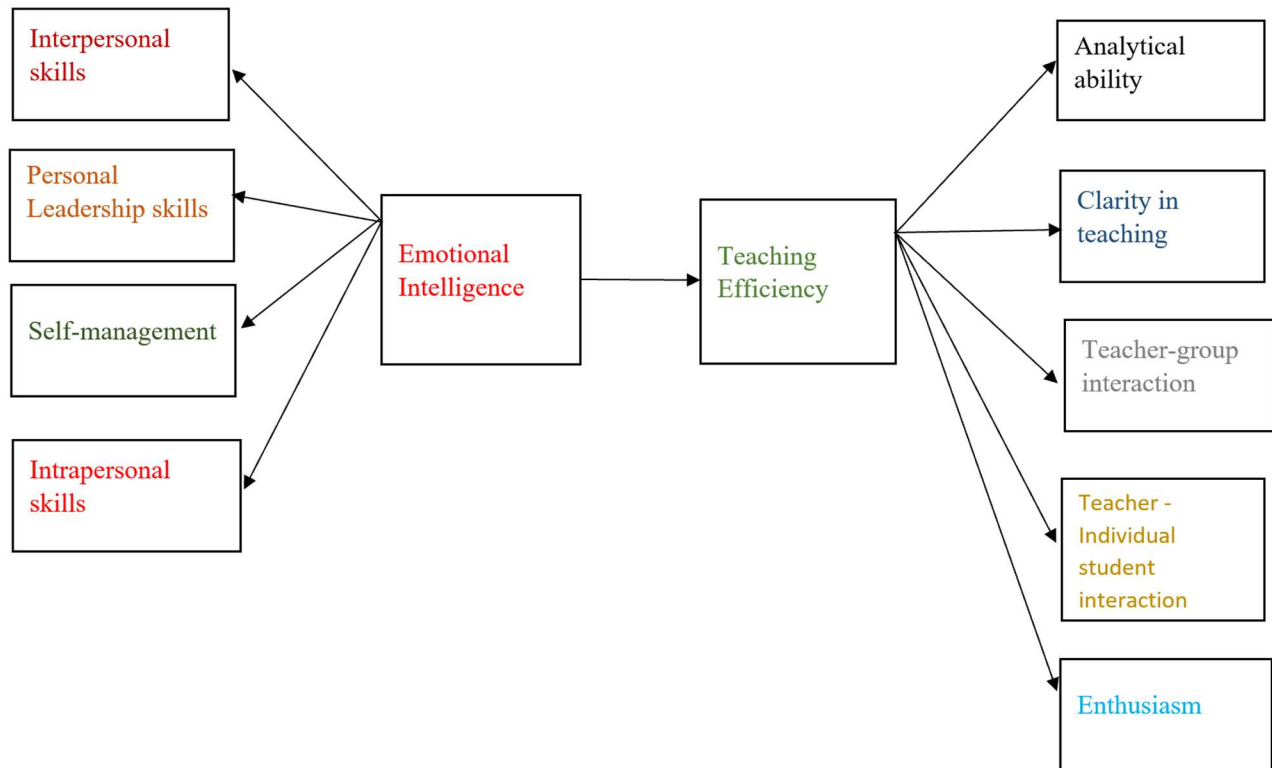 Interpersonal
skills
Personal
Leadership skills
Self-management
Intrapersonal
skills
Emotional
Intelligence
Teaching
Efficiency
Analytical
ability
Clarity in
teaching
Teacher-group
interaction
Teacher -
Individual
student
interaction
Enthusiasm